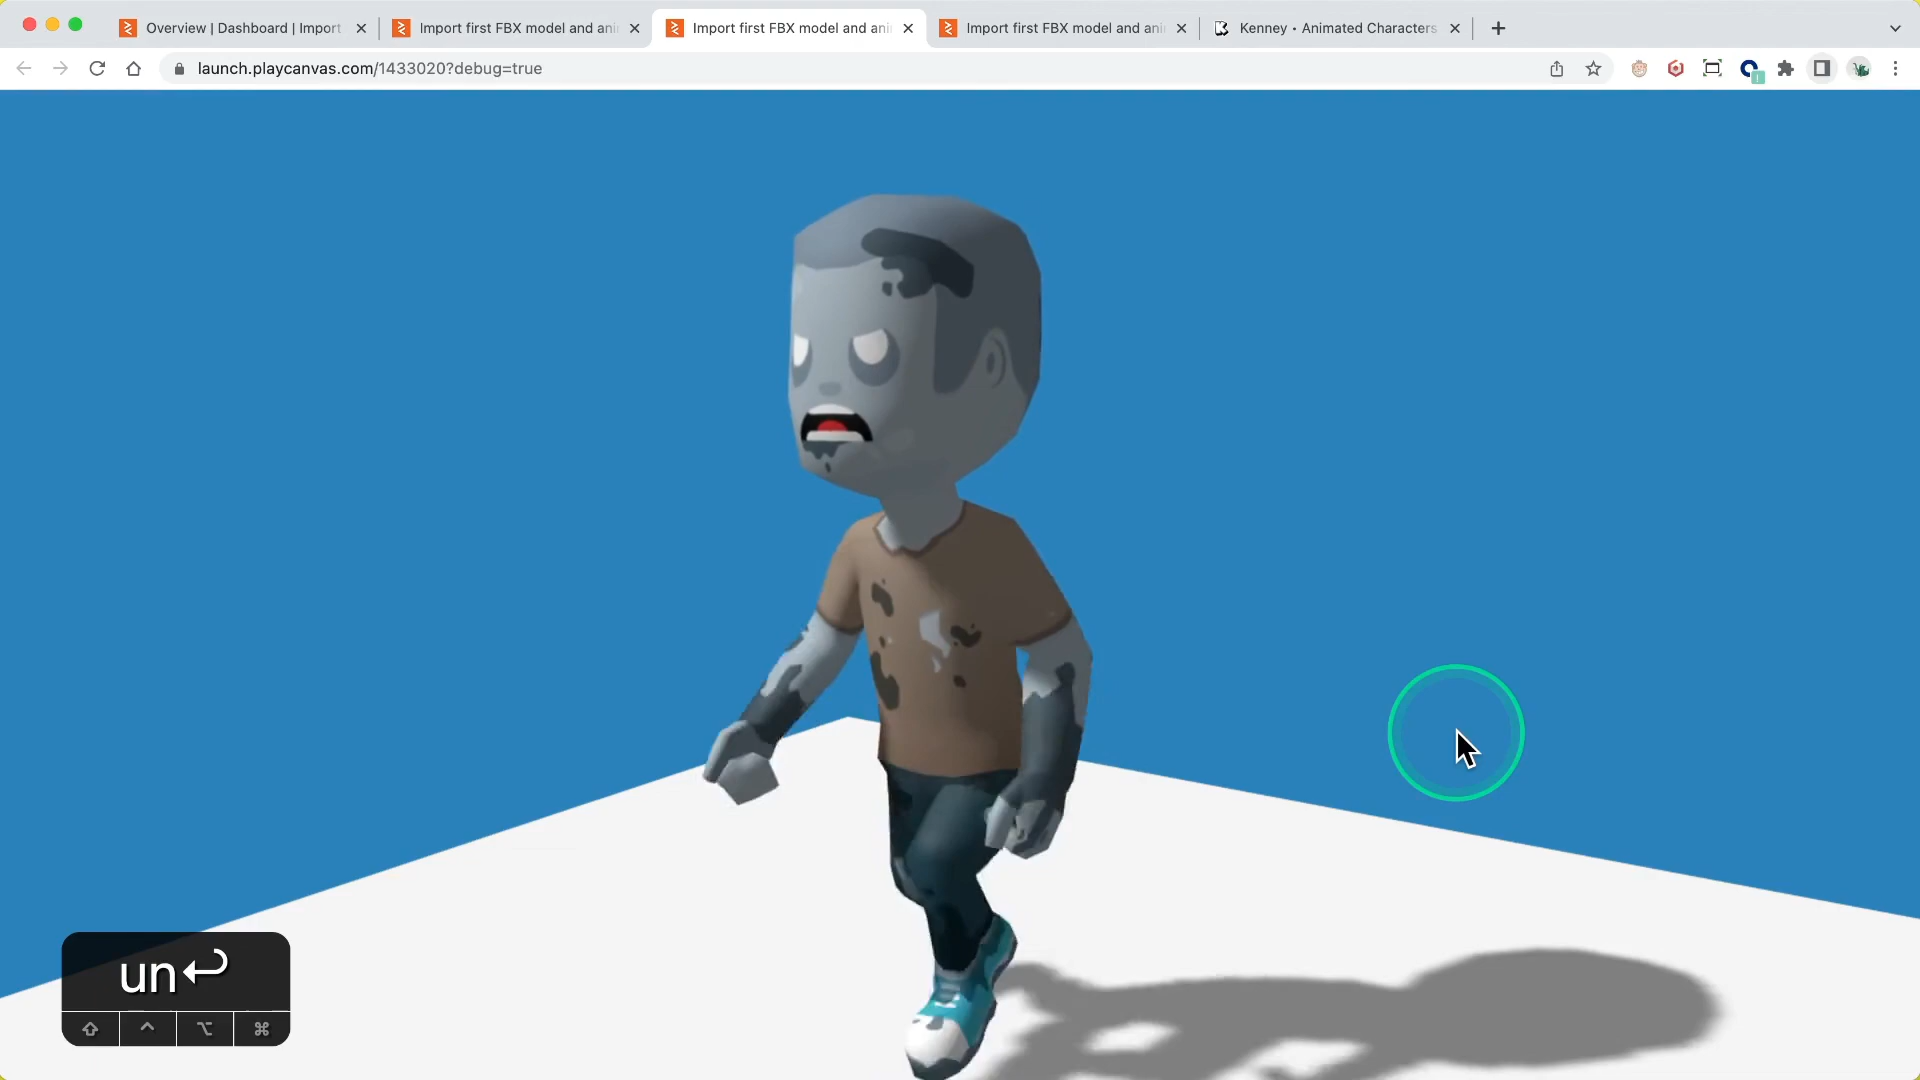 Overview | Dashboard | Import
Import first FBX model and ani
Import first FBX model and ani
Import first FBX model and ani
Kenney • Animated Characters
launch.playcanvas.com/1433020?debug=true
un